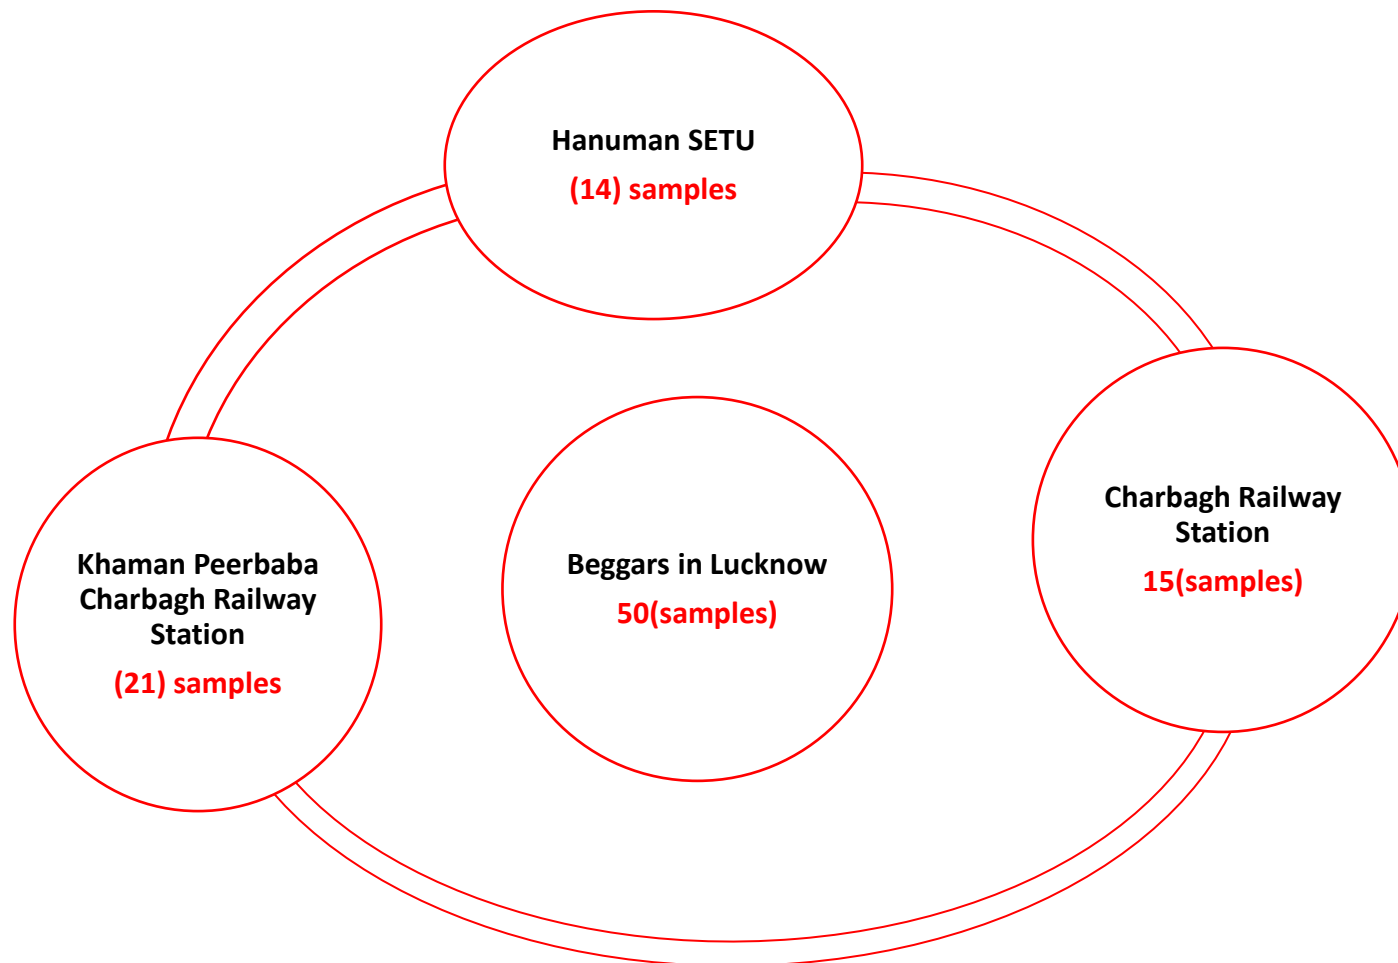 Hanuman SETU
(14) samples
Charbagh Railway
Station
15(samples)
Khaman Peerbaba
Charbagh Railway
Station
(21) samples
Beggars in Lucknow
50(samples)